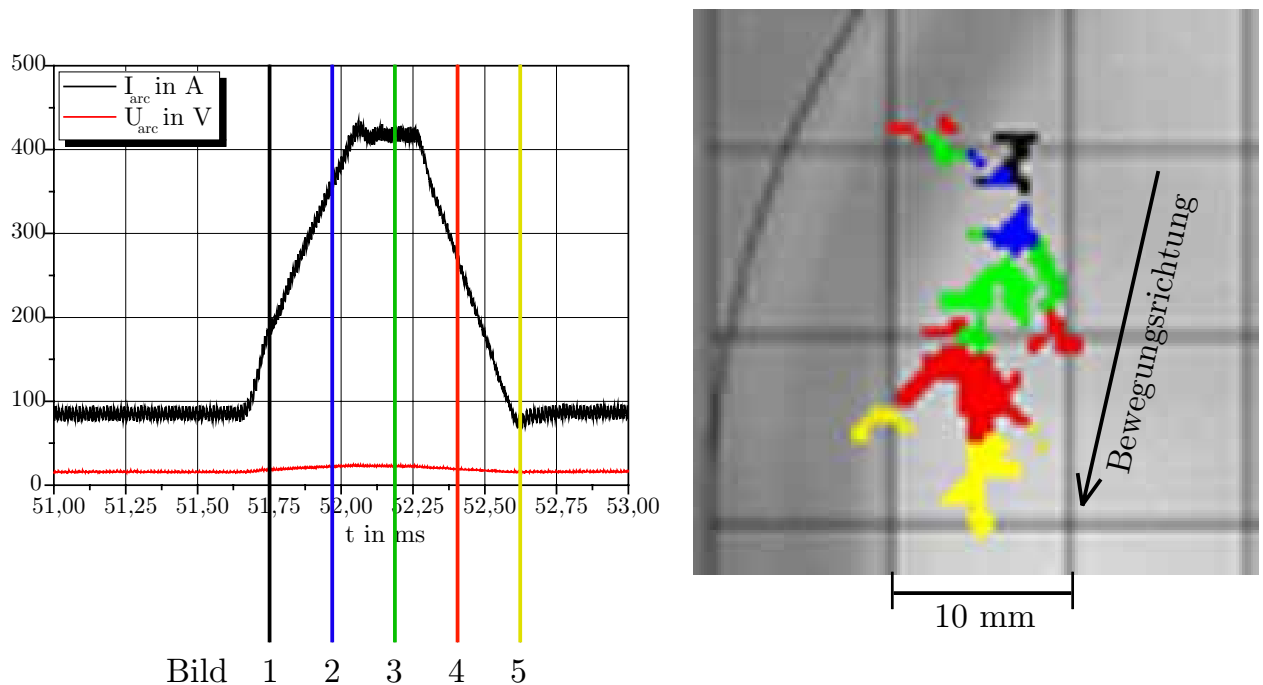 500
400
300
200
100
0
I_arc in A
U_arc in V
51,00 51,25 51,50 51,75 52,00 52,25 52,50 52,75 53,00
t in ms
Bild 1 2 3 4 5
Bewegungsrichtung
10 mm